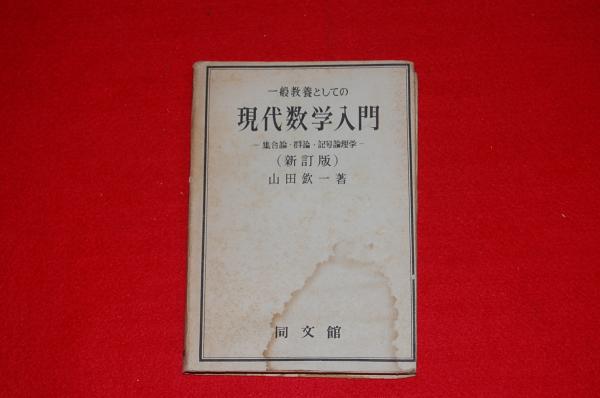 一般教養としての
現代数学入門
－集合論・群論・記号論理学－
（新訂版）
山田欽一著
同文館